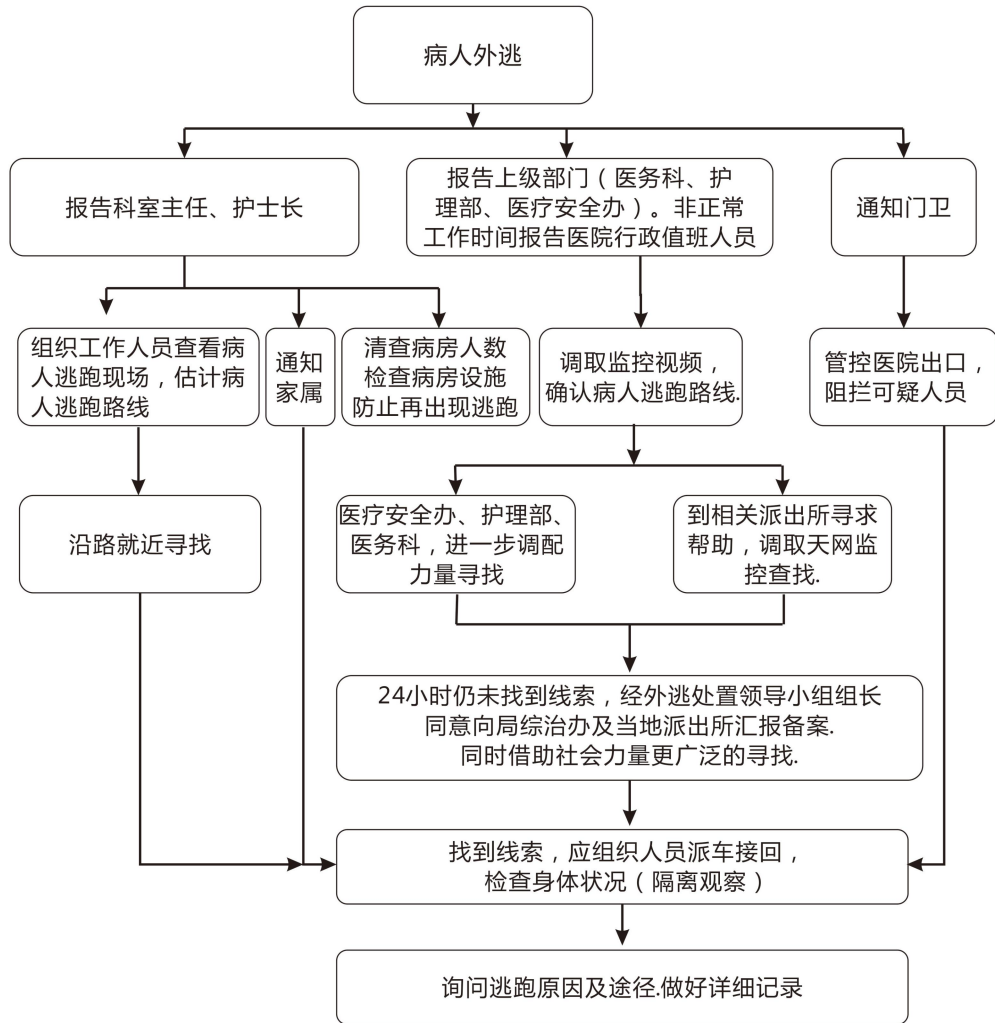 病人外逃
报告科室主任、护士长
报告上级部门（医务科、护
理部、医疗安全办）。非正常
工作时间报告医院行政值班人员
通知门卫
组织工作人员查看病
人逃跑现场，估计病
人逃跑路线
通知
家属
清查病房人数
检查病房设施
防止再出现逃跑
调取监控视频，
确认病人逃跑路线.
管控医院出口，
阻拦可疑人员
沿路就近寻找
医疗安全办、护理部、
医务科，进一步调配
力量寻找
到相关派出所寻求
帮助，调取天网监
控查找.
24小时仍未找到线索，经外逃处置领导小组组长
同意向局综治办及当地派出所汇报备案.
同时借助社会力量更广泛的寻找.
找到线索，应组织人员派车接回，
检查身体状况（隔离观察）
询问逃跑原因及途径.做好详细记录